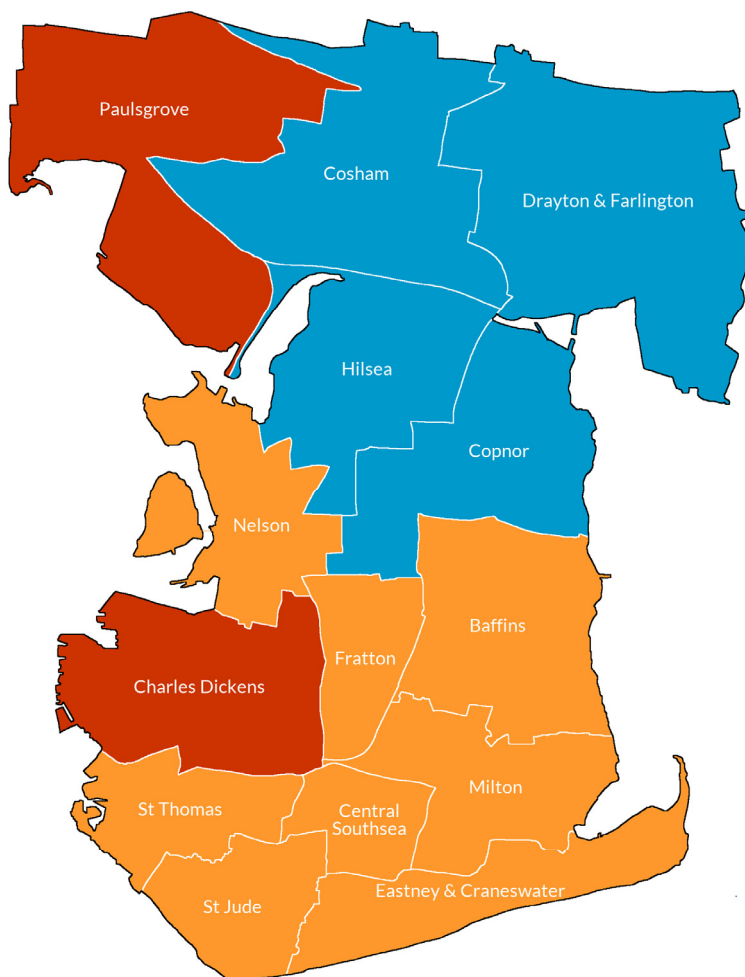 Paulsgrove
Cosham
Drayton & Farlington
Hilsea
Copnor
Nelson
Baffins
Fratton
Charles Dickens
Milton
St Thomas
Central
Southsea
Eastney & Craneswater
St Jude